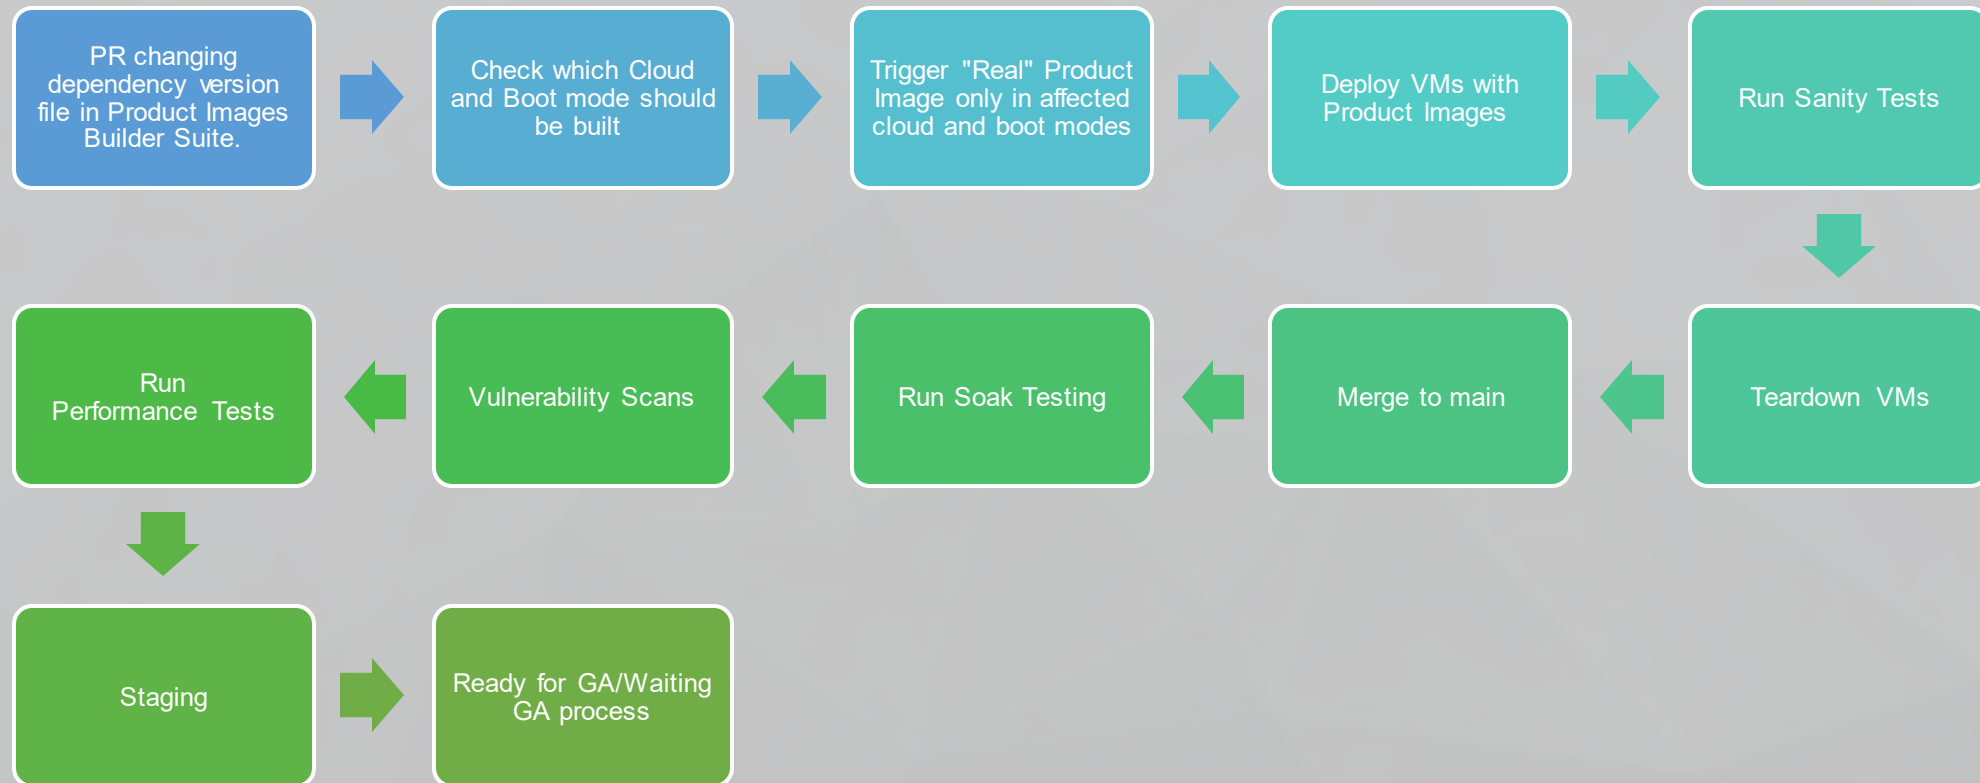 PR changing
dependency version
file in Product Images
Builder Suite.
Check which Cloud
and Boot mode should
be built
Trigger "Real" Product
Image only in affected
cloud and boot modes
Deploy VMs with
Product Images
Run Sanity Tests
Teardown VMs
Merge to main
Run Soak Testing
Vulnerability Scans
Run
Performance Tests
Staging
Ready for GA/Waiting
GA process